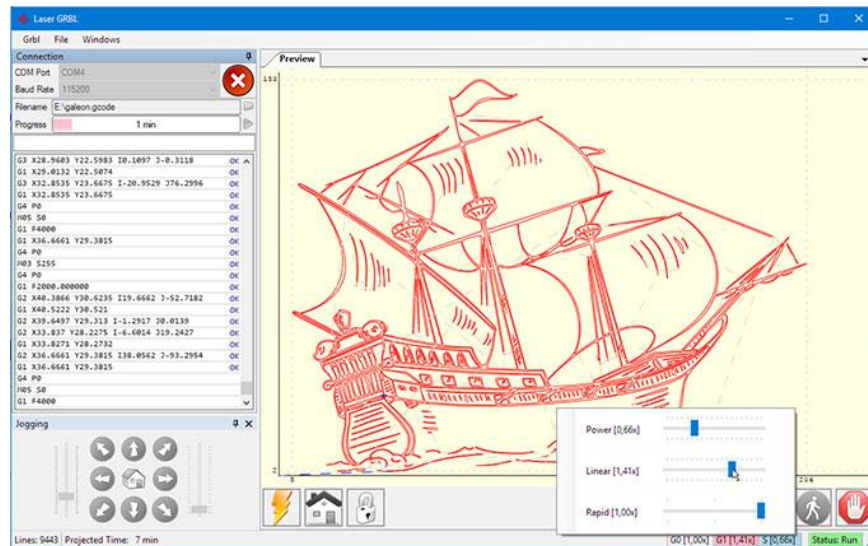 Laser GRBL
Grbl File Windows
Connection
COM Port COM4
Baud Rate 115200
Filename E:\galeon.gcode
Progress 1 min
G3 X28.9603 Y22.5983 I0.1097 J-0.3118 OK
G1 X29.0132 Y22.5074 OK
G3 X32.8535 Y23.6675 I-20.9529 J76.2996 OK
G1 X32.8535 Y23.6675 OK
G4 P0 OK
M05 S0 OK
G1 F4000 OK
G1 X36.6661 Y29.3815 OK
G4 P0 OK
M03 S255 OK
G4 P0 OK
G1 F2000.000000 OK
G2 X40.3866 Y30.6235 I19.6662 J-52.7182 OK
G1 X40.5222 Y30.521 OK
G2 X39.6497 Y29.313 I-1.2917 J0.0139 OK
G2 X33.837 Y28.2275 I-6.6014 J19.2427 OK
G1 X33.8271 Y28.2732 OK
G2 X36.6661 Y29.3815 I38.0562 J-93.2954 OK
G1 X36.6661 Y29.3815 OK
G4 P0
M05 S0
G1 F4000
Jogging
Preview
153
2
5
204
Power [0,66x]
Linear [1,41x]
Rapid [1,00x]
Lines: 9443 Projected Time: 7 min
G0 [1,00x] G1 [1,41x] S [0,66x] Status: Run